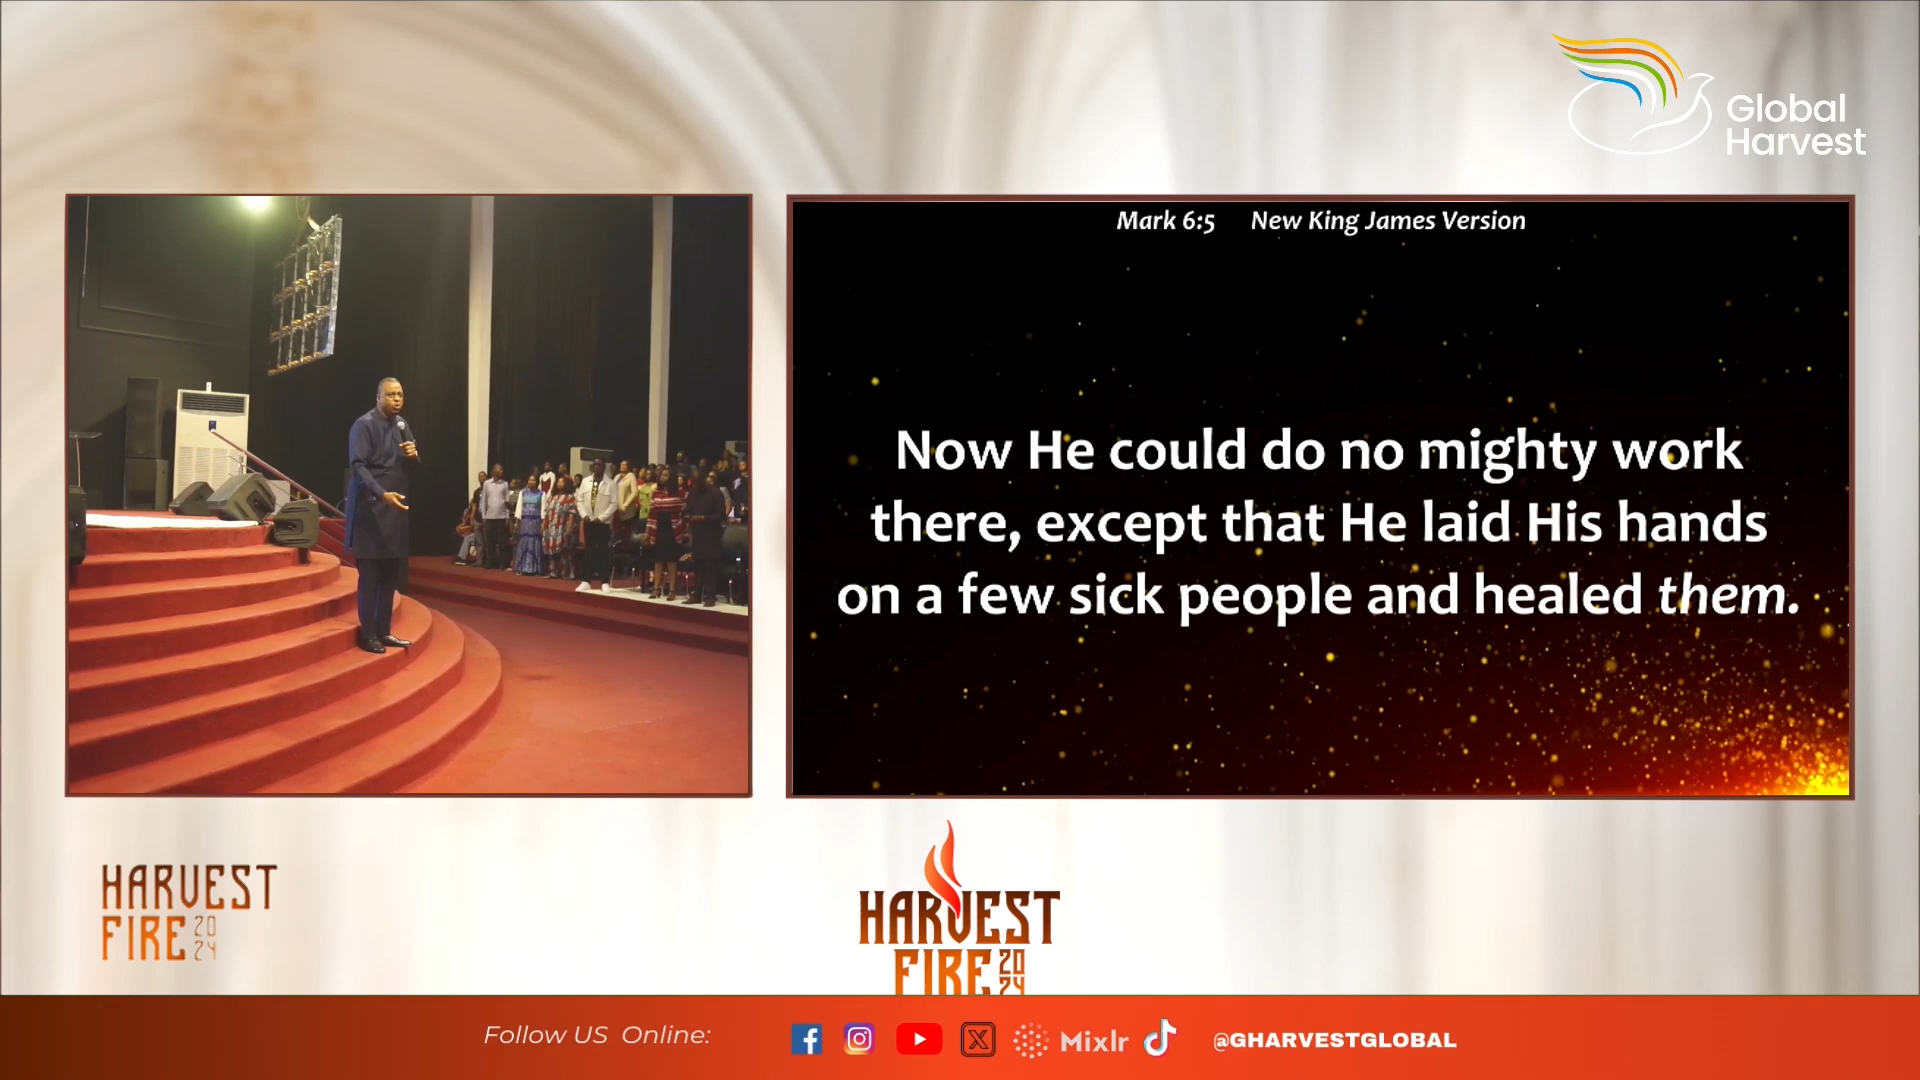 Global
Harvest
Mark 6:5 New King James Version
Now He could do no mighty work
there, except that He laid His hands
on a few sick people and healed them.
HARVEST
FIRE 20
24
HARVEST
FIRE 20
24
Follow US Online:
Mixlr
@GHARVESTGLOBAL